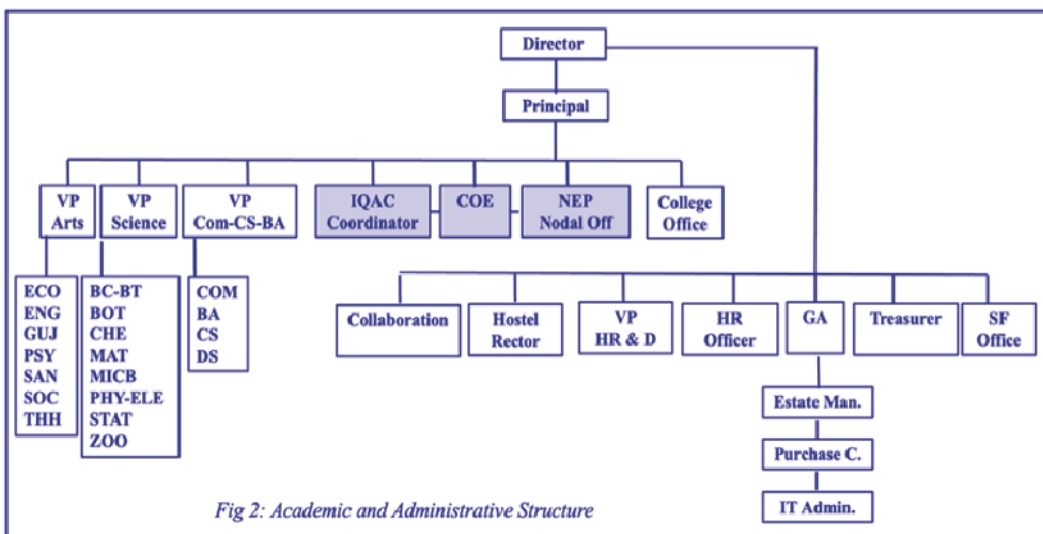 Director
Principal
VP
Arts
VP
Science
VP
Com-CS-BA
IQAC
Coordinator
COE
NEP
Nodal Off
College
Office
ECO
ENG
GUJ
PSY
SAN
SOC
THH
BC-BT
BOT
CHE
MAT
MICB
PHY-ELE
STAT
ZOO
COM
BA
CS
DS
Collaboration
Hostel
Rector
VP
HR & D
HR
Officer
GA
Treasurer
SF
Office
Estate Man.
Purchase C.
IT Admin.
Fig 2: Academic and Administrative Structure